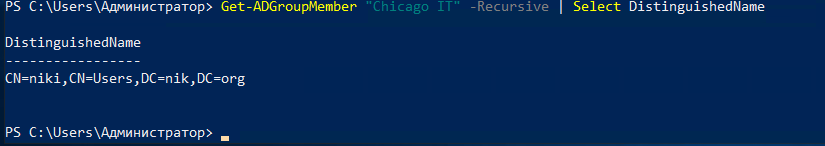 PS C:\Users\Администратор> Get-ADGroupMember "Chicago IT" -Recursive | Select DistinguishedName
DistinguishedName
-----------------
CN=niki,CN=Users,DC=nik,DC=org
PS C:\Users\Администратор>